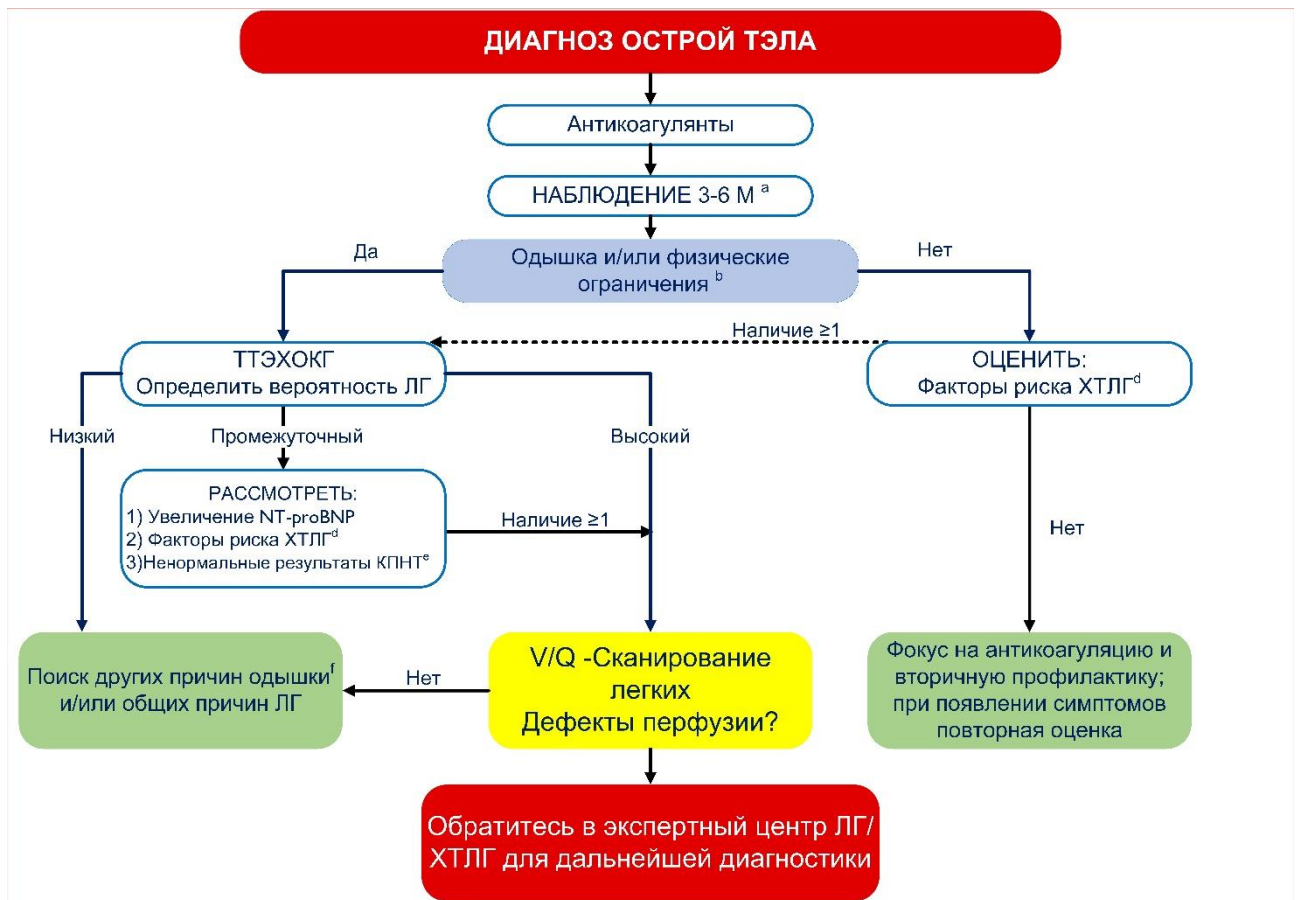 ДИАГНОЗ ОСТРОЙ ТЭЛА
Антикоагулянты
НАБЛЮДЕНИЕ 3-6 М a
Да
Одышка и/или физические
ограничения b
Нет
Наличие ≥1
ТТЭХОКГ
Определить вероятность ЛГ
ОЦЕНИТЬ:
Факторы риска ХТЛГd
Низкий
Промежуточный
Высокий
РАССМОТРЕТЬ:
1) Увеличение NT-proBNP
2) Факторы риска ХТЛГd
3)Ненормальные результаты КПНТe
Наличие ≥1
Нет
Поиск других причин одышкиf
и/или общих причин ЛГ
Нет
V/Q -Сканирование
легких
Дефекты перфузии?
Фокус на антикоагуляцию и
вторичную профилактику;
при появлении симптомов
повторная оценка
Обратитесь в экспертный центр ЛГ/
ХТЛГ для дальнейшей диагностики